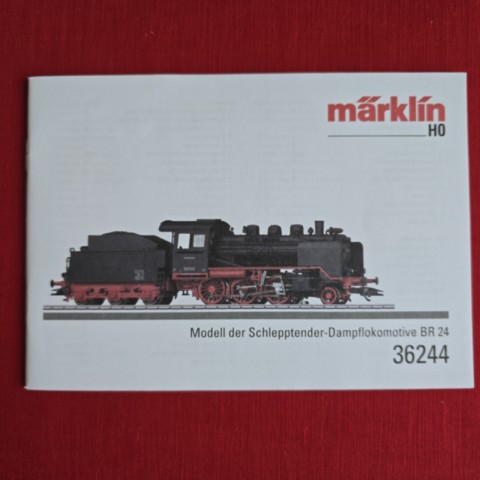 märklin
H0
Modell der Schlepptender-Dampflokomotive BR 24
36244